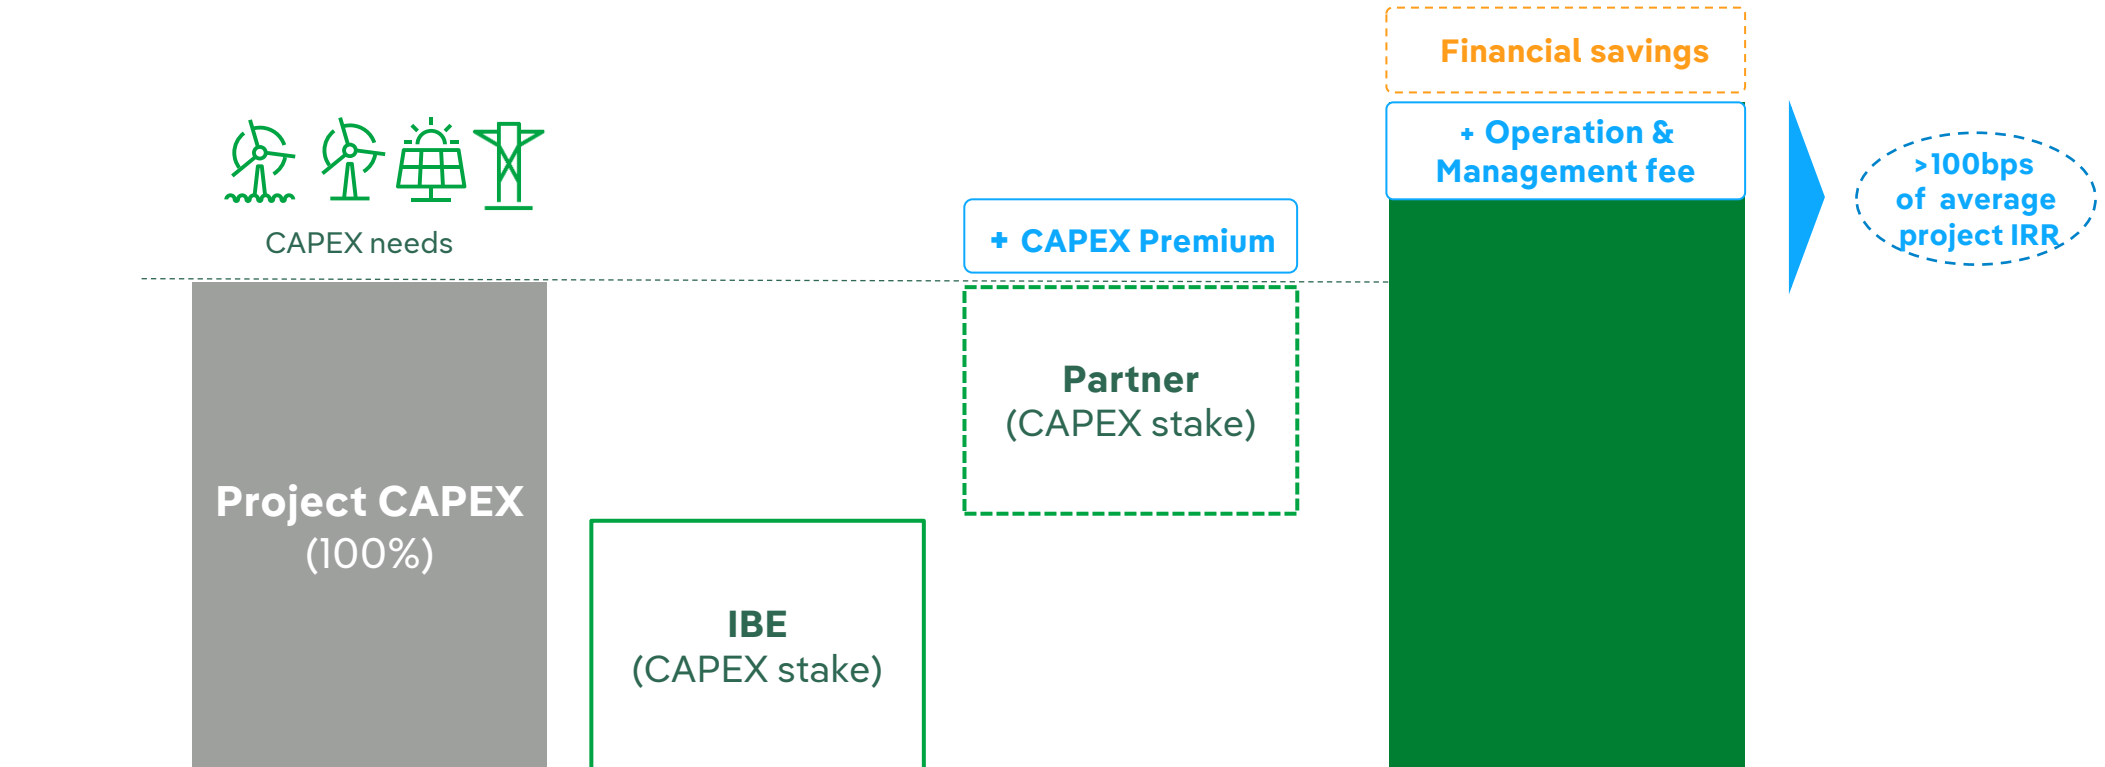 CAPEX needs
Project CAPEX
(100%)
IBE
(CAPEX stake)
+ CAPEX Premium
Partner
(CAPEX stake)
Financial savings
+ Operation &
Management fee
>100bps
of average
project IRR